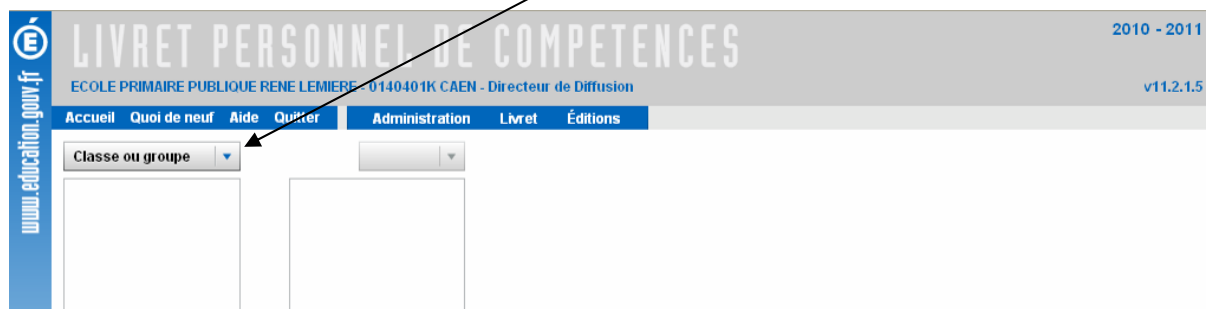 LIVRET PERSONNEL DE COMPETENCES
2010 - 2011
ECOLE PRIMAIRE PUBLIQUE RENE LEMIERE - 0140401K CAEN - Directeur de Diffusion
v11.2.1.5
Accueil Quoi de neuf Aide Quitter Administration Livret Éditions
Classe ou groupe
É
www.education.gouv.fr